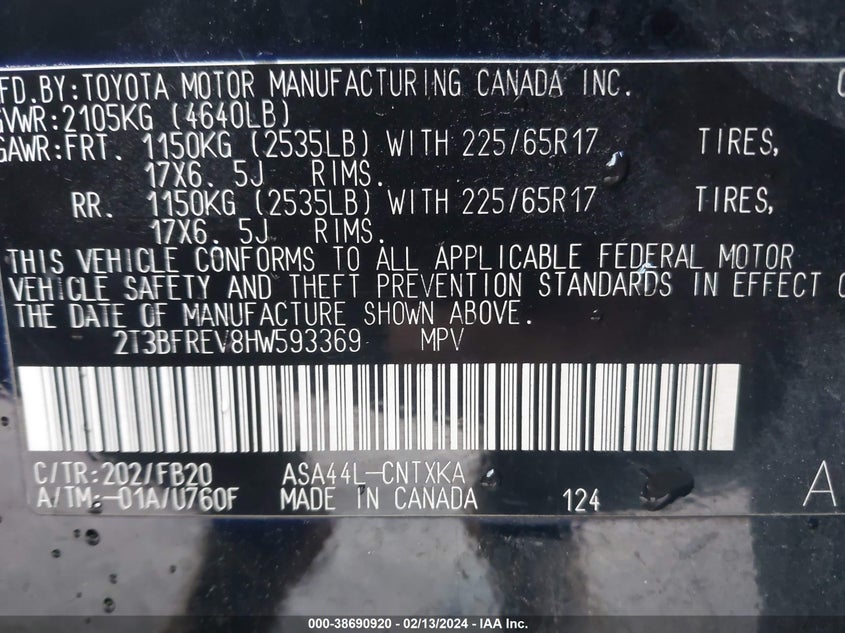 FD.BY:TOYOTA MOTOR MANUFACTURING CANADA INC.
GVWR:2105KG (4640LB)
GAWR:FRT. 1150KG (2535LB) WITH 225/65R17 TIRES,
17X6. 5J RIMS.
RR. 1150KG (2535LB) WITH 225/65R17 TIRES,
17X6. 5J RIMS.
THIS VEHICLE CONFORMS TO ALL APPLICABLE FEDERAL MOTOR
VEHICLE SAFETY AND THEFT PREVENTION STANDARDS IN EFFECT
THE DATE OF MANUFACTURE SHOWN ABOVE.
2T3BFREV8HW593369 MPV
C/TR:202/FB20 ASA44L-CNTXKA
A/TM:-01A/U760F MADE IN CANADA 124 A
000-38690920 - 02/13/2024 - IAA Inc.